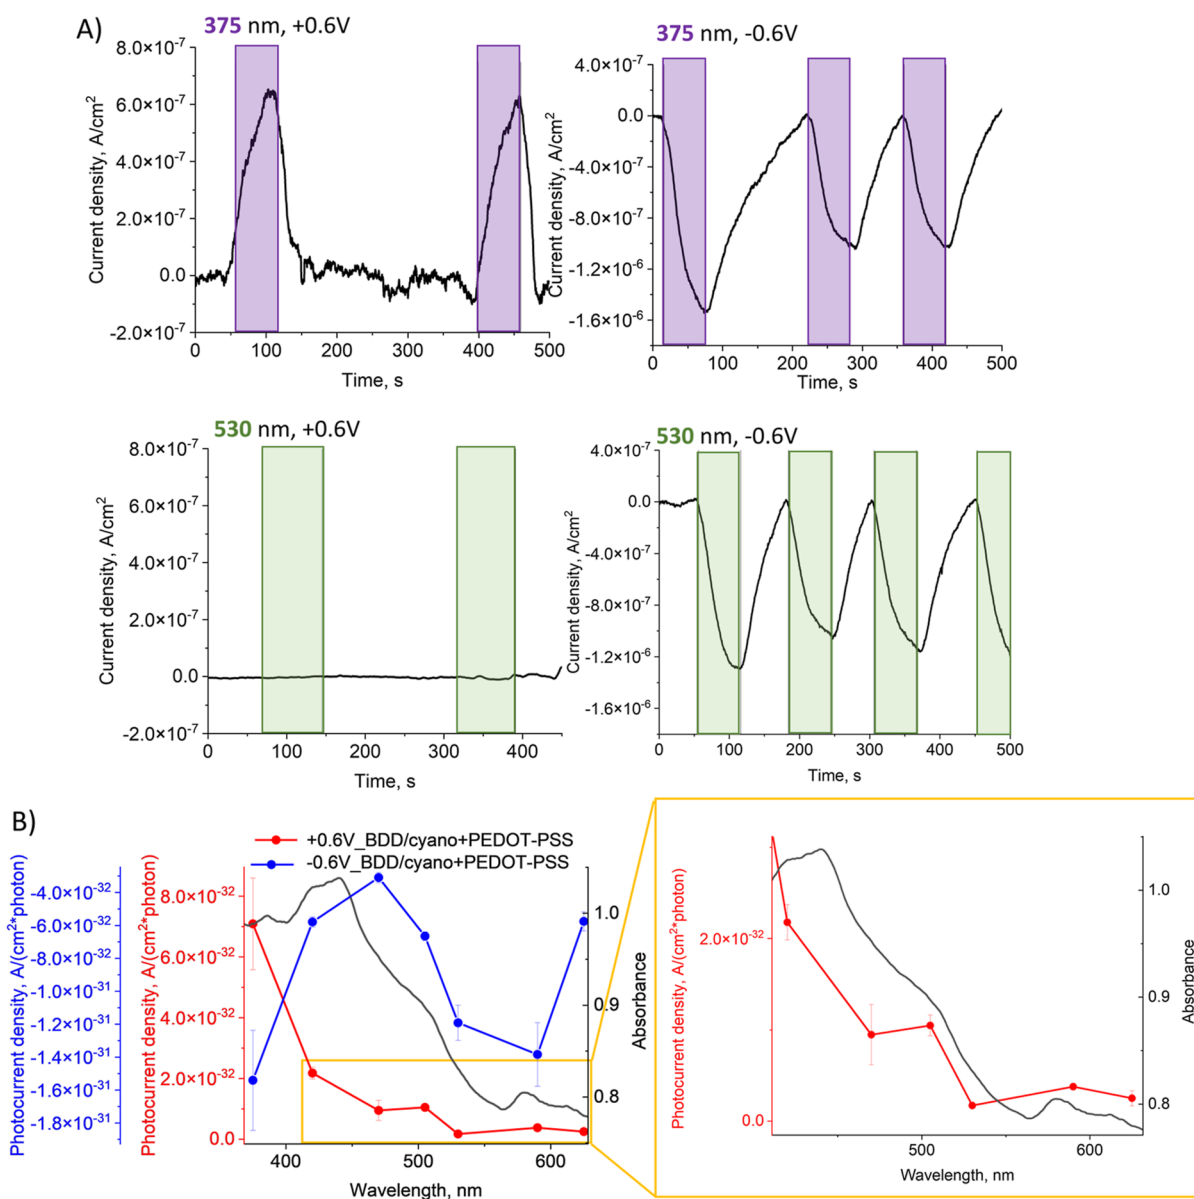 A)
375 nm, +0.6V
8.0×10⁻⁷
6.0×10⁻⁷
4.0×10⁻⁷
2.0×10⁻⁷
0.0
-2.0×10⁻⁷
Current density, A/cm²
0 100 200 300 400 500
Time, s
375 nm, -0.6V
4.0×10⁻⁷
0.0
-4.0×10⁻⁷
-8.0×10⁻⁷
-1.2×10⁻⁶
-1.6×10⁻⁶
Current density, A/cm²
0 100 200 300 400 500
Time, s
530 nm, +0.6V
8.0×10⁻⁷
6.0×10⁻⁷
4.0×10⁻⁷
2.0×10⁻⁷
0.0
-2.0×10⁻⁷
Current density, A/cm²
0 100 200 300 400
Time, s
530 nm, -0.6V
4.0×10⁻⁷
0.0
-4.0×10⁻⁷
-8.0×10⁻⁷
-1.2×10⁻⁶
-1.6×10⁻⁶
Current density, A/cm²
0 100 200 300 400 500
Time, s
B)
+0.6V_BDD/cyano+PEDOT-PSS
-0.6V_BDD/cyano+PEDOT-PSS
Photocurrent density, A/(cm²*photon)
-4.0×10⁻³²
-6.0×10⁻³²
-8.0×10⁻³²
-1.0×10⁻³¹
-1.2×10⁻³¹
-1.4×10⁻³¹
-1.6×10⁻³¹
-1.8×10⁻³¹
Photocurrent density, A/(cm²*photon)
8.0×10⁻³²
6.0×10⁻³²
4.0×10⁻³²
2.0×10⁻³²
0.0
1.0
0.9
0.8
Absorbance
400 500 600
Wavelength, nm
Photocurrent density, A/(cm²*photon)
2.0×10⁻³²
0.0
1.0
0.9
0.8
Absorbance
500 600
Wavelength, nm